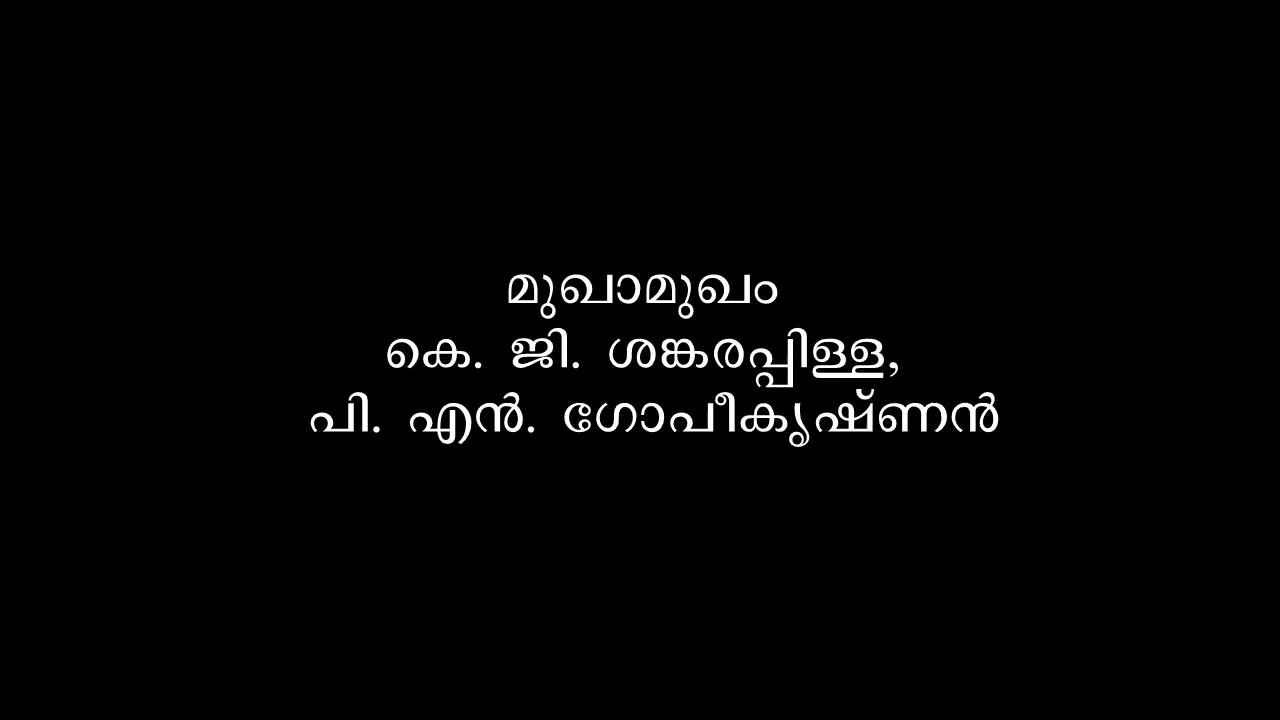 മുഖാമുഖം
കെ. ജി. ശങ്കരപ്പിള്ള,
പി. എൻ. ഗോപീകൃഷ്ണൻ